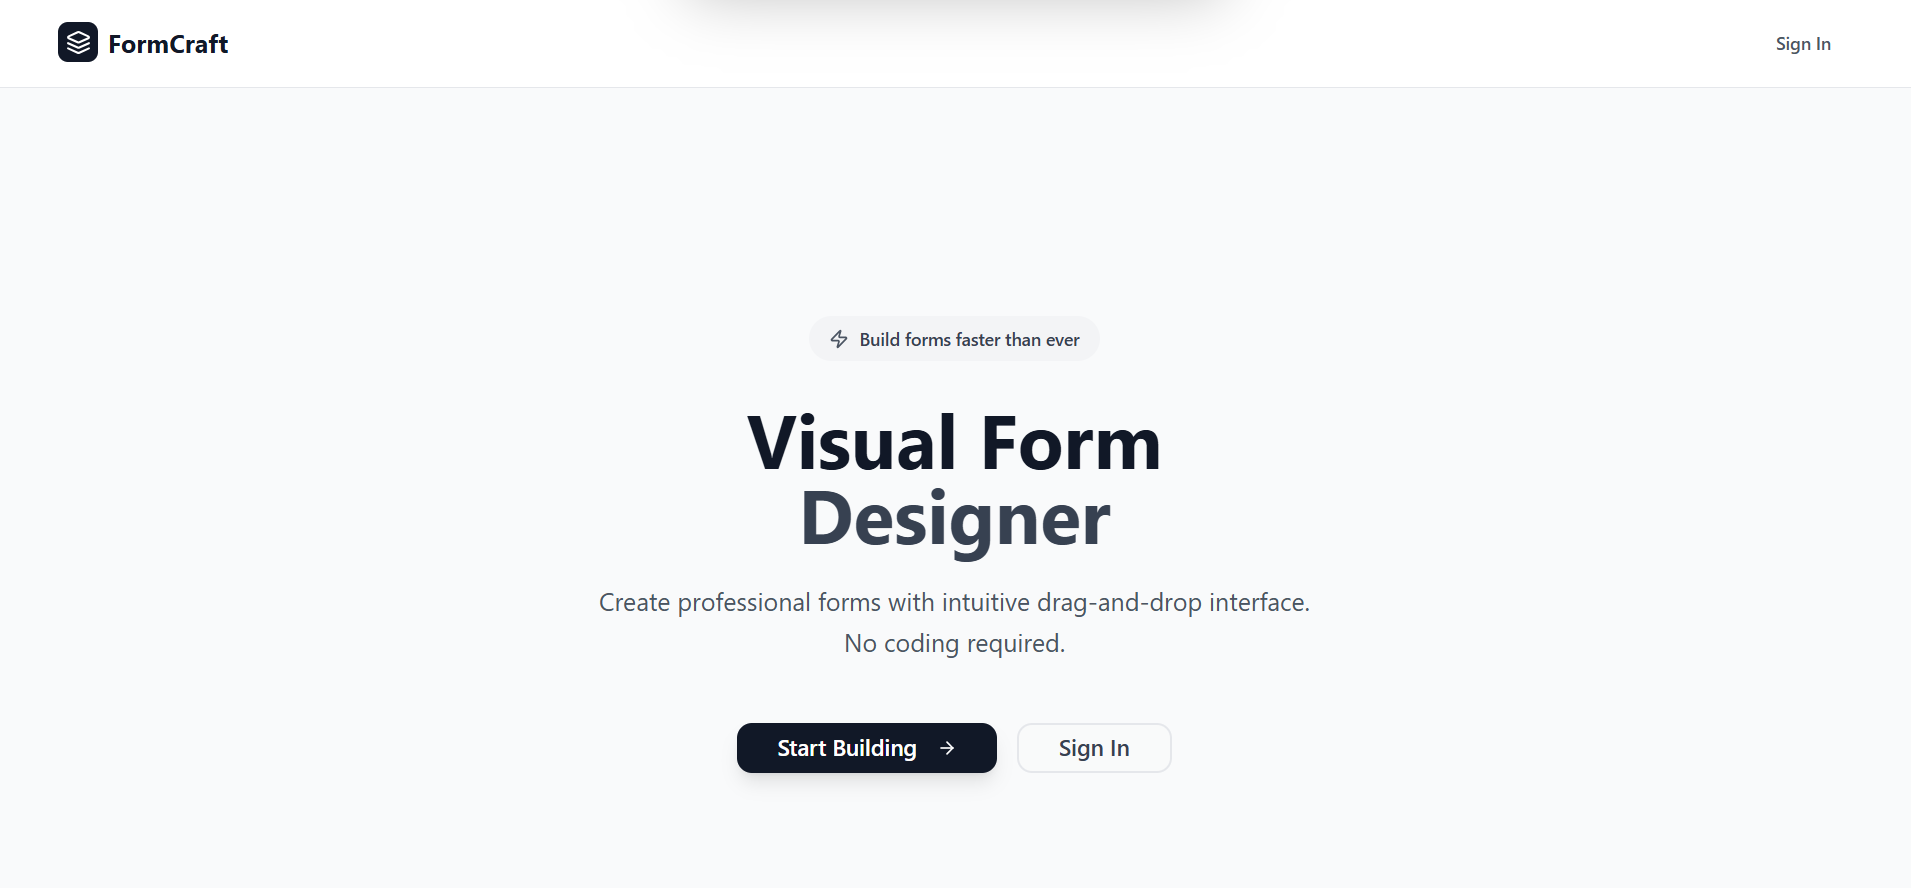 FormCraft
Sign In
Build forms faster than ever
Visual Form
Designer
Create professional forms with intuitive drag-and-drop interface.
No coding required.
Start Building
Sign In